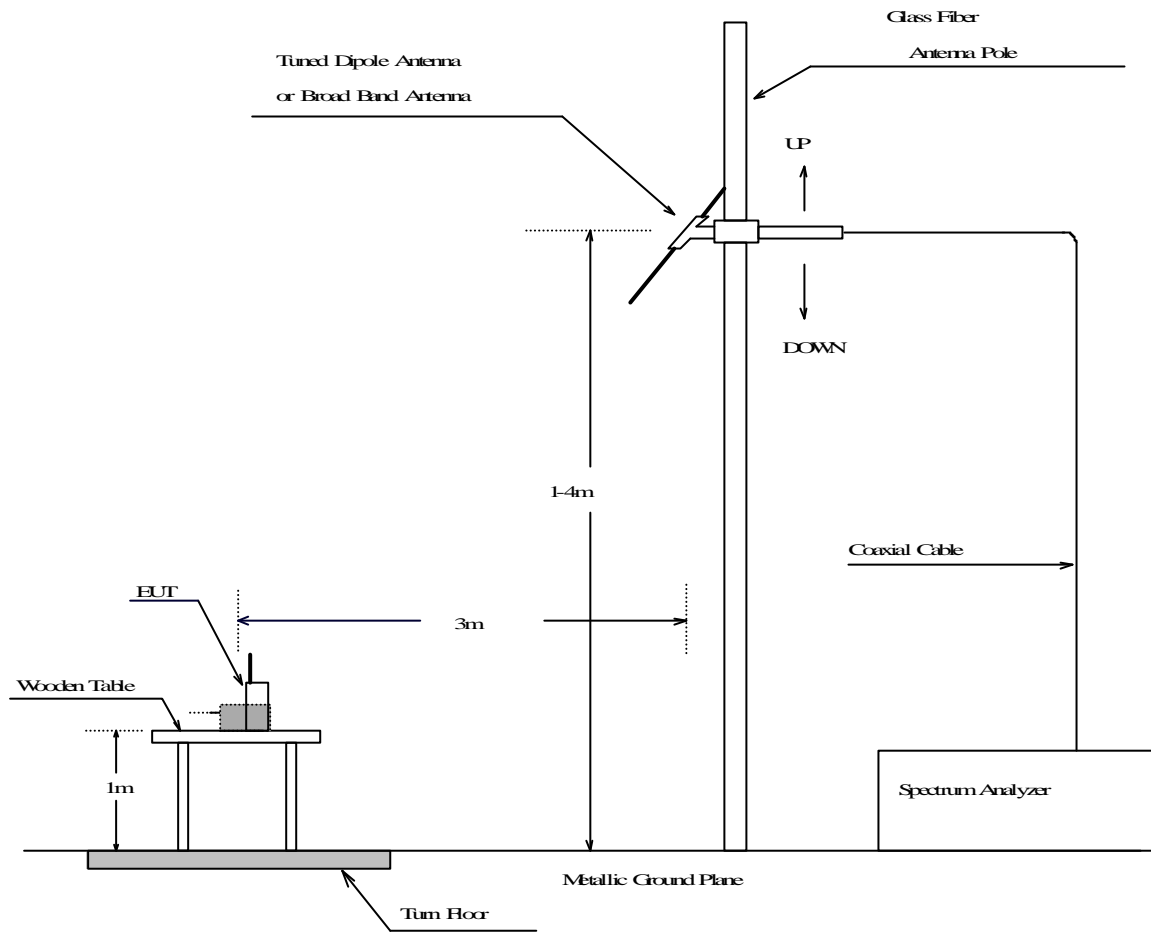 Glass Fiber
Antenna Pole
Tuned Dipole Antenna
or Broad Band Antenna
UP
DOWN
1-4m
Coaxial Cable
EUT
3m
Wooden Table
1m
Spectrum Analyzer
Metallic Ground Plane
Turn Floor